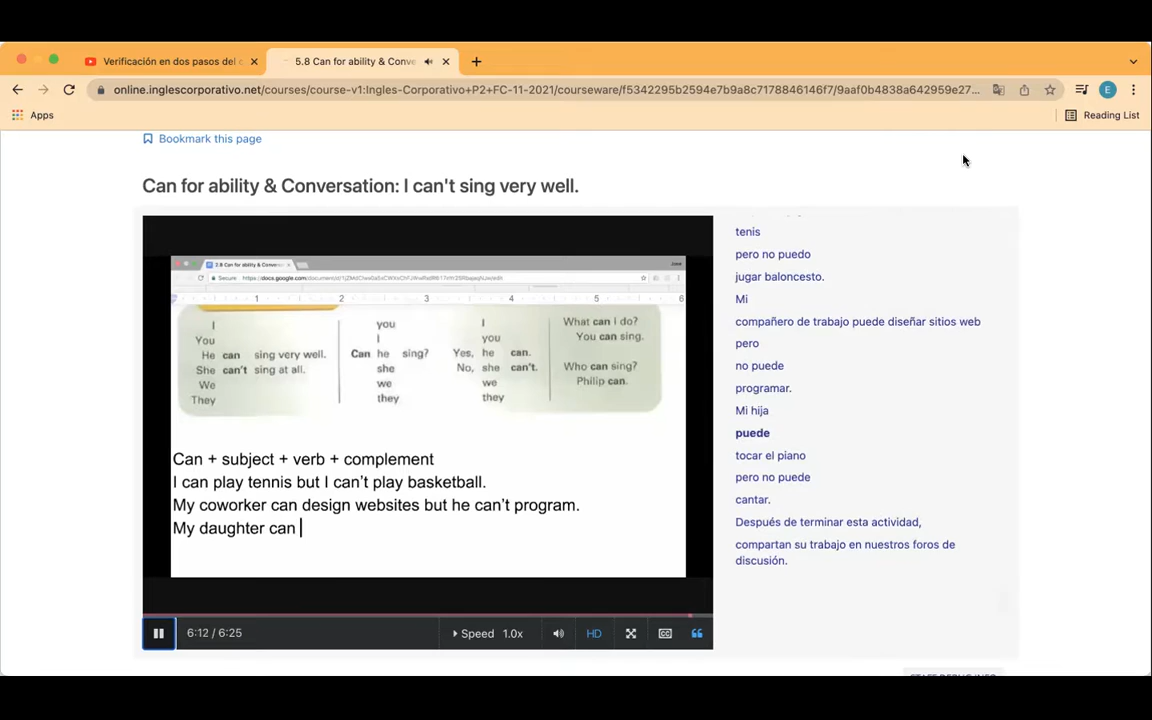 Verificación en dos pasos del
5.8 Can for ability & Conve
online.inglescorporativo.net/courses/course-v1:Ingles-Corporativo+P2+FC-11-2021/courseware/f5342295b2594e7b9a8c7178846146f7/9aaf0b4838a642959e27...
E
Apps
Reading List
Bookmark this page
Can for ability & Conversation: I can't sing very well.
1 2 3 4 5 6
I
You
He can sing very well.
She can't sing at all.
We
They
you
I
Can he sing?
she
we
they
I
you
Yes, he can.
No, she can't.
we
they
What can I do?
You can sing.
Who can sing?
Philip can.
Can + subject + verb + complement
I can play tennis but I can't play basketball.
My coworker can design websites but he can't program.
My daughter can
6:12 / 6:25
Speed 1.0x
HD
CC
tenis
pero no puedo
jugar baloncesto.
Mi
compañero de trabajo puede diseñar sitios web
pero
no puede
programar.
Mi hija
puede
tocar el piano
pero no puede
cantar.
Después de terminar esta actividad,
compartan su trabajo en nuestros foros de
discusión.